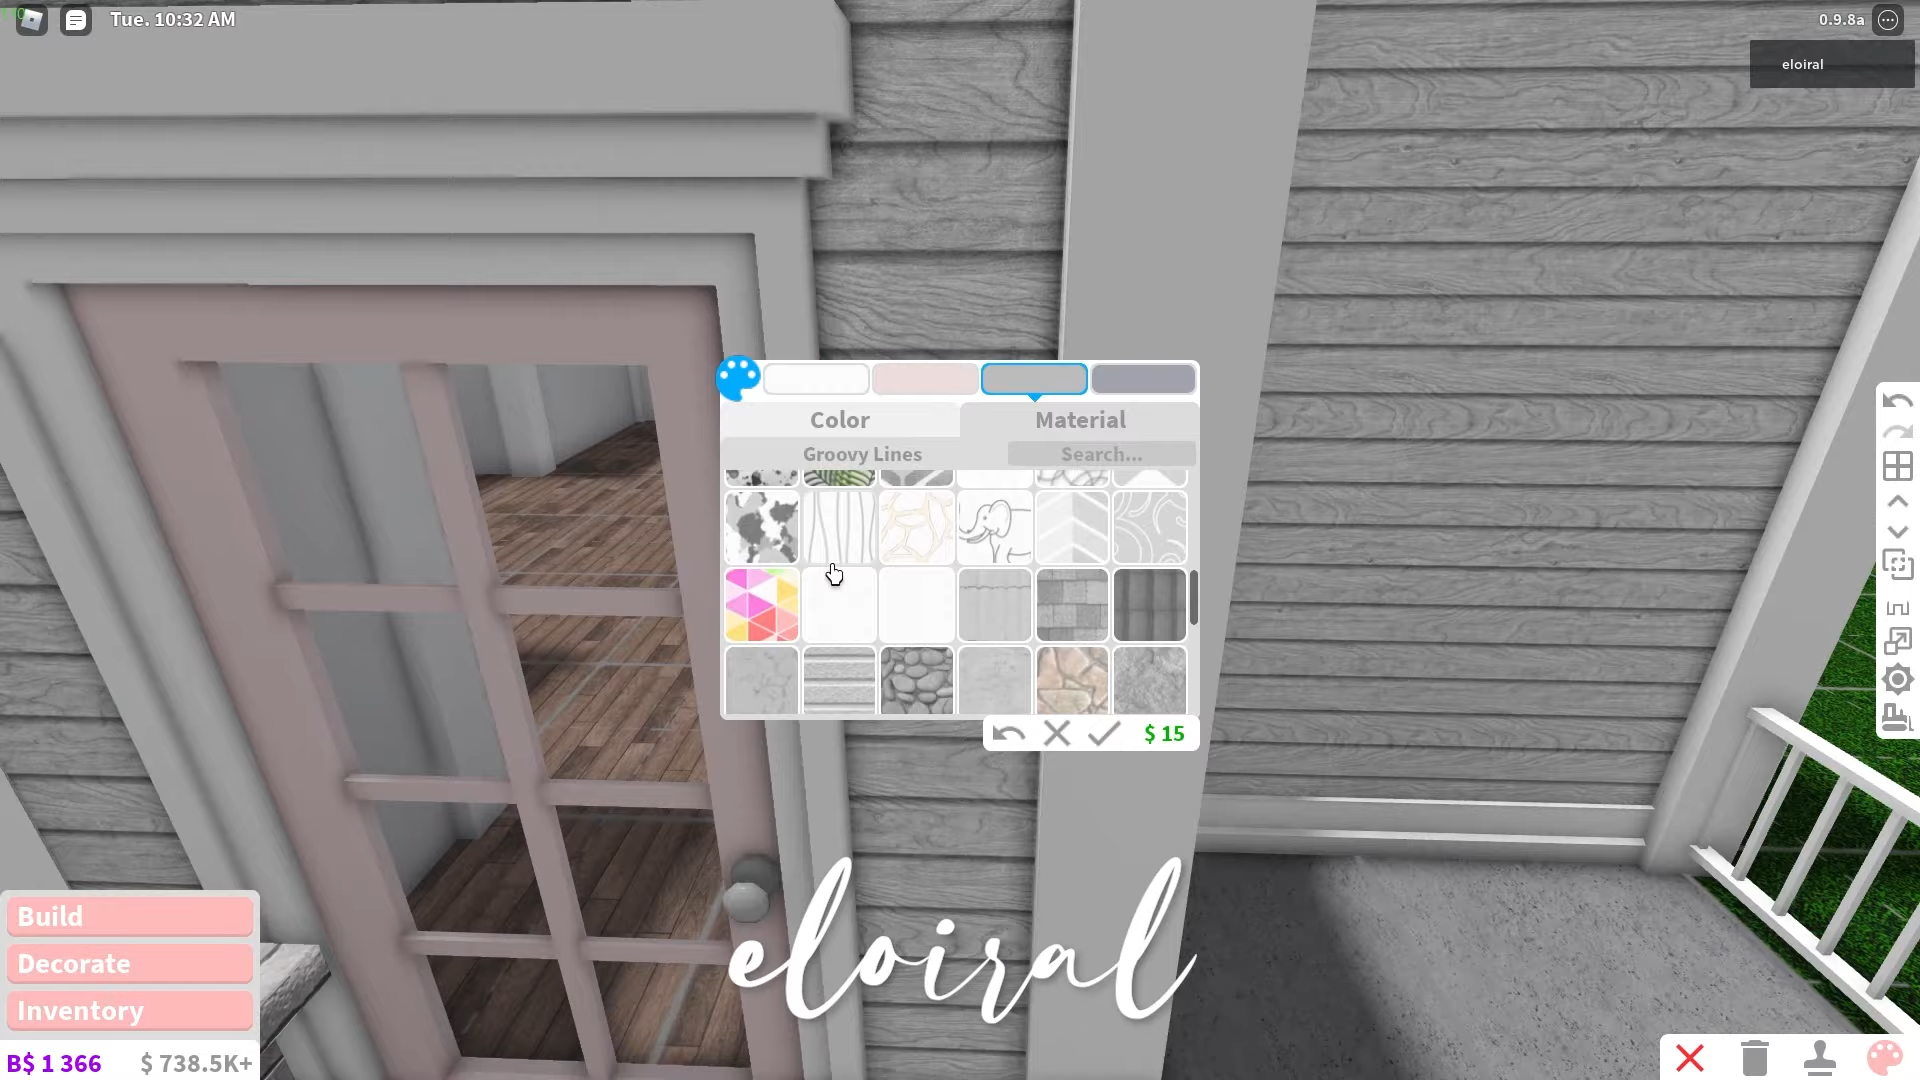 Tue. 10:32 AM
0.9.8a
eloiral
Color
Material
Groovy Lines
Search...
$ 15
Build
Decorate
Inventory
B$ 1 366
$ 738.5K+
eloiral